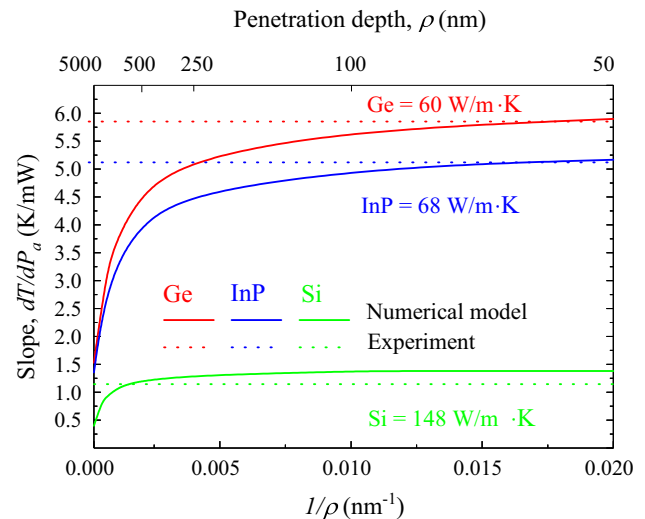 Penetration depth, ρ (nm)
5000 500 250 100 50
Slope, dT/dPₐ (K/mW)
6.0
5.5
5.0
4.5
4.0
3.5
3.0
2.5
2.0
1.5
1.0
0.5
Ge = 60 W/m·K
InP = 68 W/m·K
Ge InP Si
Numerical model
Experiment
Si = 148 W/m ·K
0.000 0.005 0.010 0.015 0.020
1/ρ (nm⁻¹)